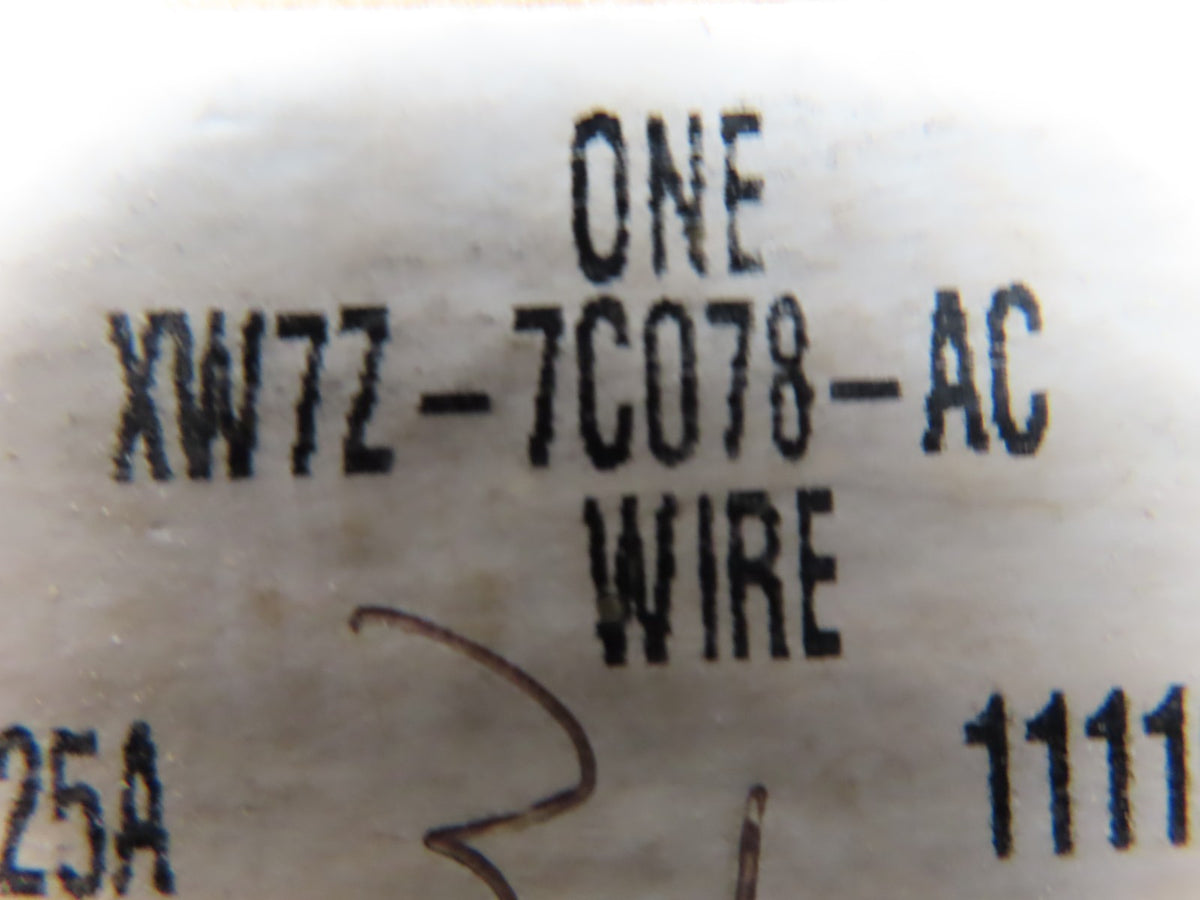 ONE
XW7Z-7C078-AC
WIRE
25A 1111